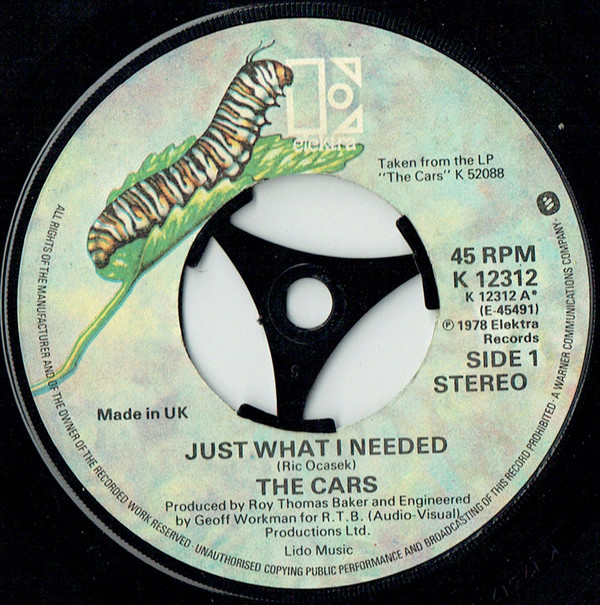 elektra
Taken from the LP
"The Cars" K 52088
45 RPM
K 12312
K 12312 A*
(E-45491)
℗ 1978 Elektra
Records
SIDE 1
STEREO
Made in UK
JUST WHAT I NEEDED
(Ric Ocasek)
THE CARS
Produced by Roy Thomas Baker and Engineered
by Geoff Workman for R.T.B. (Audio-Visual)
Productions Ltd.
Lido Music
ALL RIGHTS OF THE MANUFACTURER AND OF THE OWNER OF THE RECORDED WORK RESERVED · UNAUTHORISED COPYING PUBLIC PERFORMANCE AND BROADCASTING OF THIS RECORD PROHIBITED · A WARNER COMMUNICATIONS COMPANY ·